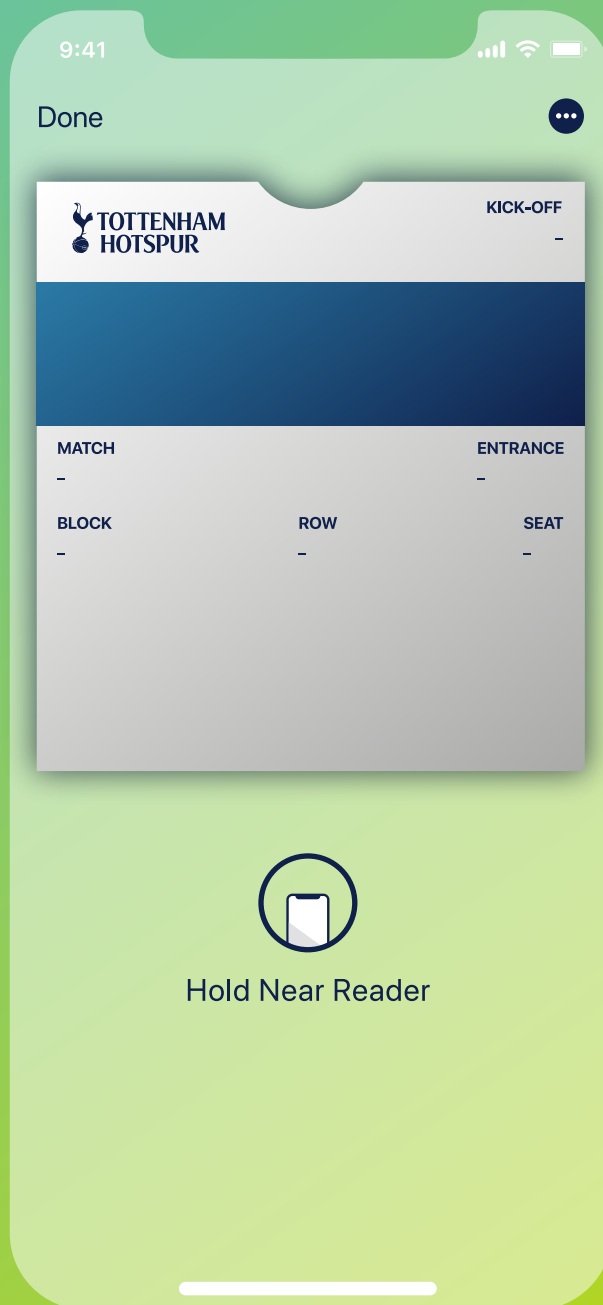 9:41
Done
TOTTENHAM
HOTSPUR
KICK-OFF
–
MATCH
ENTRANCE
–
–
BLOCK
ROW
SEAT
–
–
–
Hold Near Reader